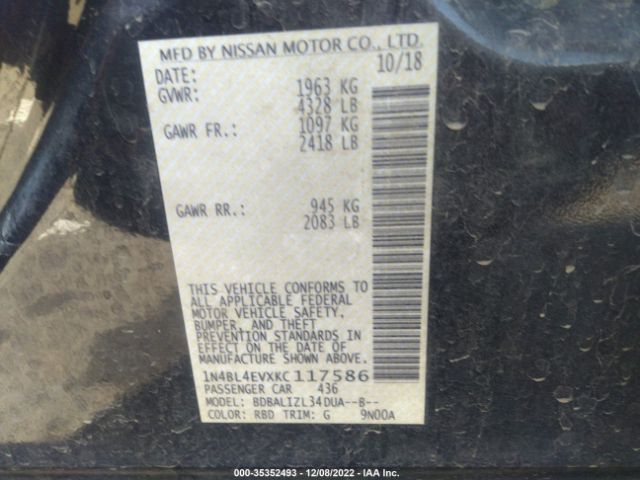 MFD BY NISSAN MOTOR CO., LTD.
DATE: 10/18
GVWR: 1963 KG
4328 LB
GAWR FR.: 1097 KG
2418 LB
GAWR RR.: 945 KG
2083 LB
THIS VEHICLE CONFORMS TO
ALL APPLICABLE FEDERAL
MOTOR VEHICLE SAFETY,
BUMPER, AND THEFT
PREVENTION STANDARDS IN
EFFECT ON THE DATE OF
MANUFACTURE SHOWN ABOVE.
1N4BL4EVXKC117586
PASSENGER CAR 436
MODEL: BDBALIZL34DUA--B--
COLOR: RBD TRIM: G 9N00A
000-35352493 - 12/08/2022 - IAA Inc.